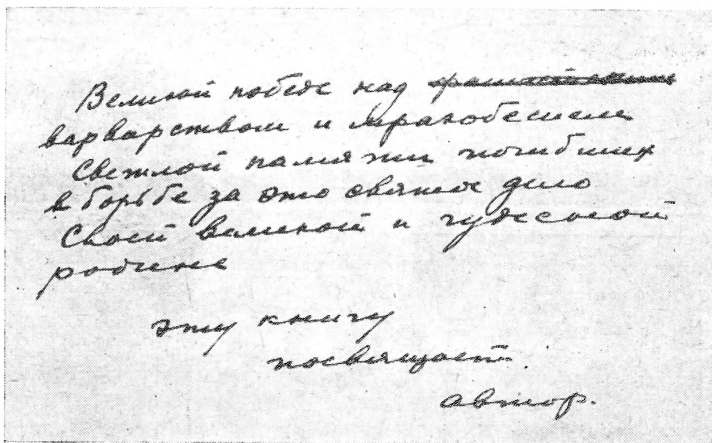 Великой победе над
варварством и мракобесием
Светлой памяти погибших
в борьбе за это святое дело
Своей великой и чудесной
родине
эту книгу
посвящает
автор.